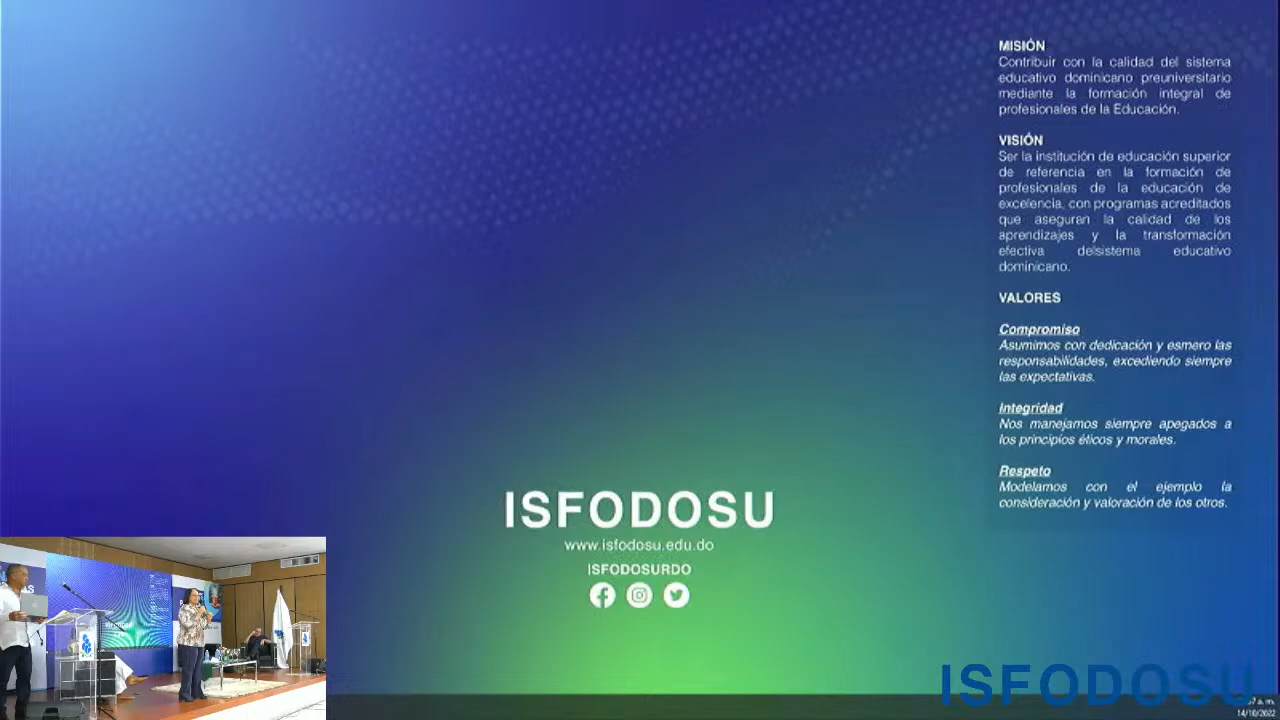 MISIÓN
Contribuir con la calidad del sistema
educativo dominicano preuniversitario
mediante la formación integral de
profesionales de la Educación.
VISIÓN
Ser la institución de educación superior
de referencia en la formación de
profesionales de la educación de
excelencia, con programas acreditados
que aseguran la calidad de los
aprendizajes y la transformación
efectiva delsistema educativo
dominicano.
VALORES
Compromiso
Asumimos con dedicación y esmero las
responsabilidades, excediendo siempre
las expectativas.
Integridad
Nos manejamos siempre apegados a
los principios éticos y morales.
Respeto
Modelamos con el ejemplo la
consideración y valoración de los otros.
ISFODOSU
www.isfodosu.edu.do
ISFODOSURDO
ISFODOSU
14/10/2022